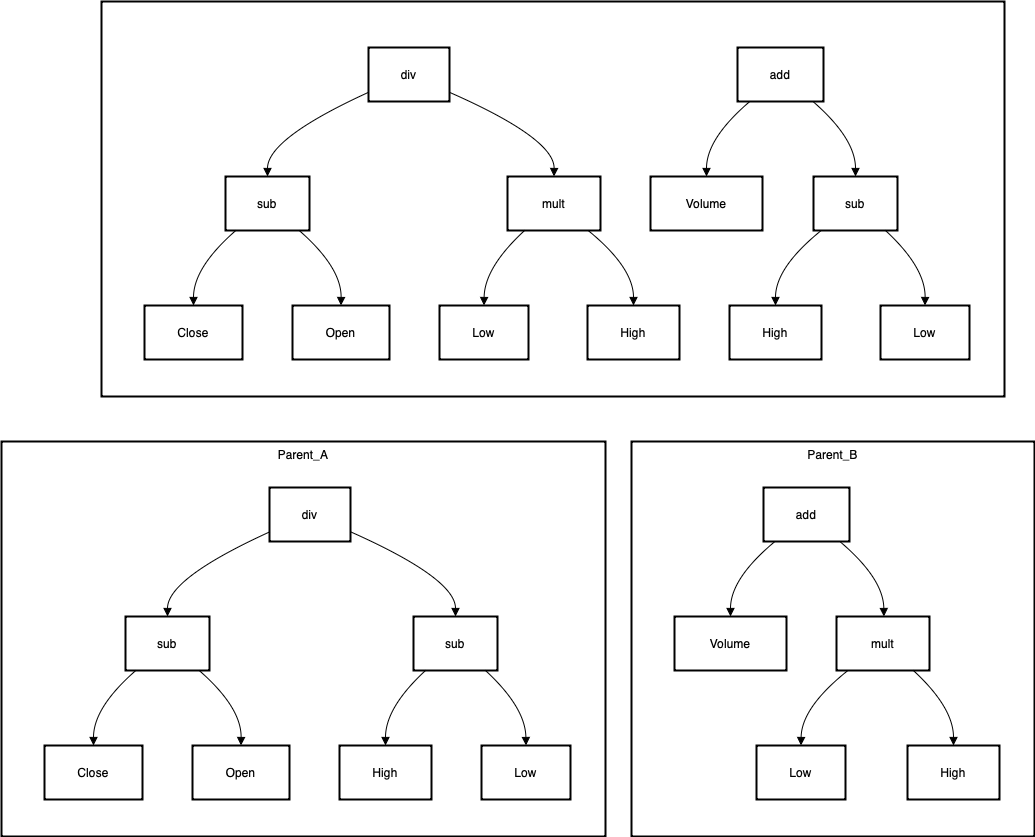 div
add
sub
mult
Volume
sub
Close
Open
Low
High
High
Low
Parent_A
div
sub
sub
Close
Open
High
Low
Parent_B
add
Volume
mult
Low
High